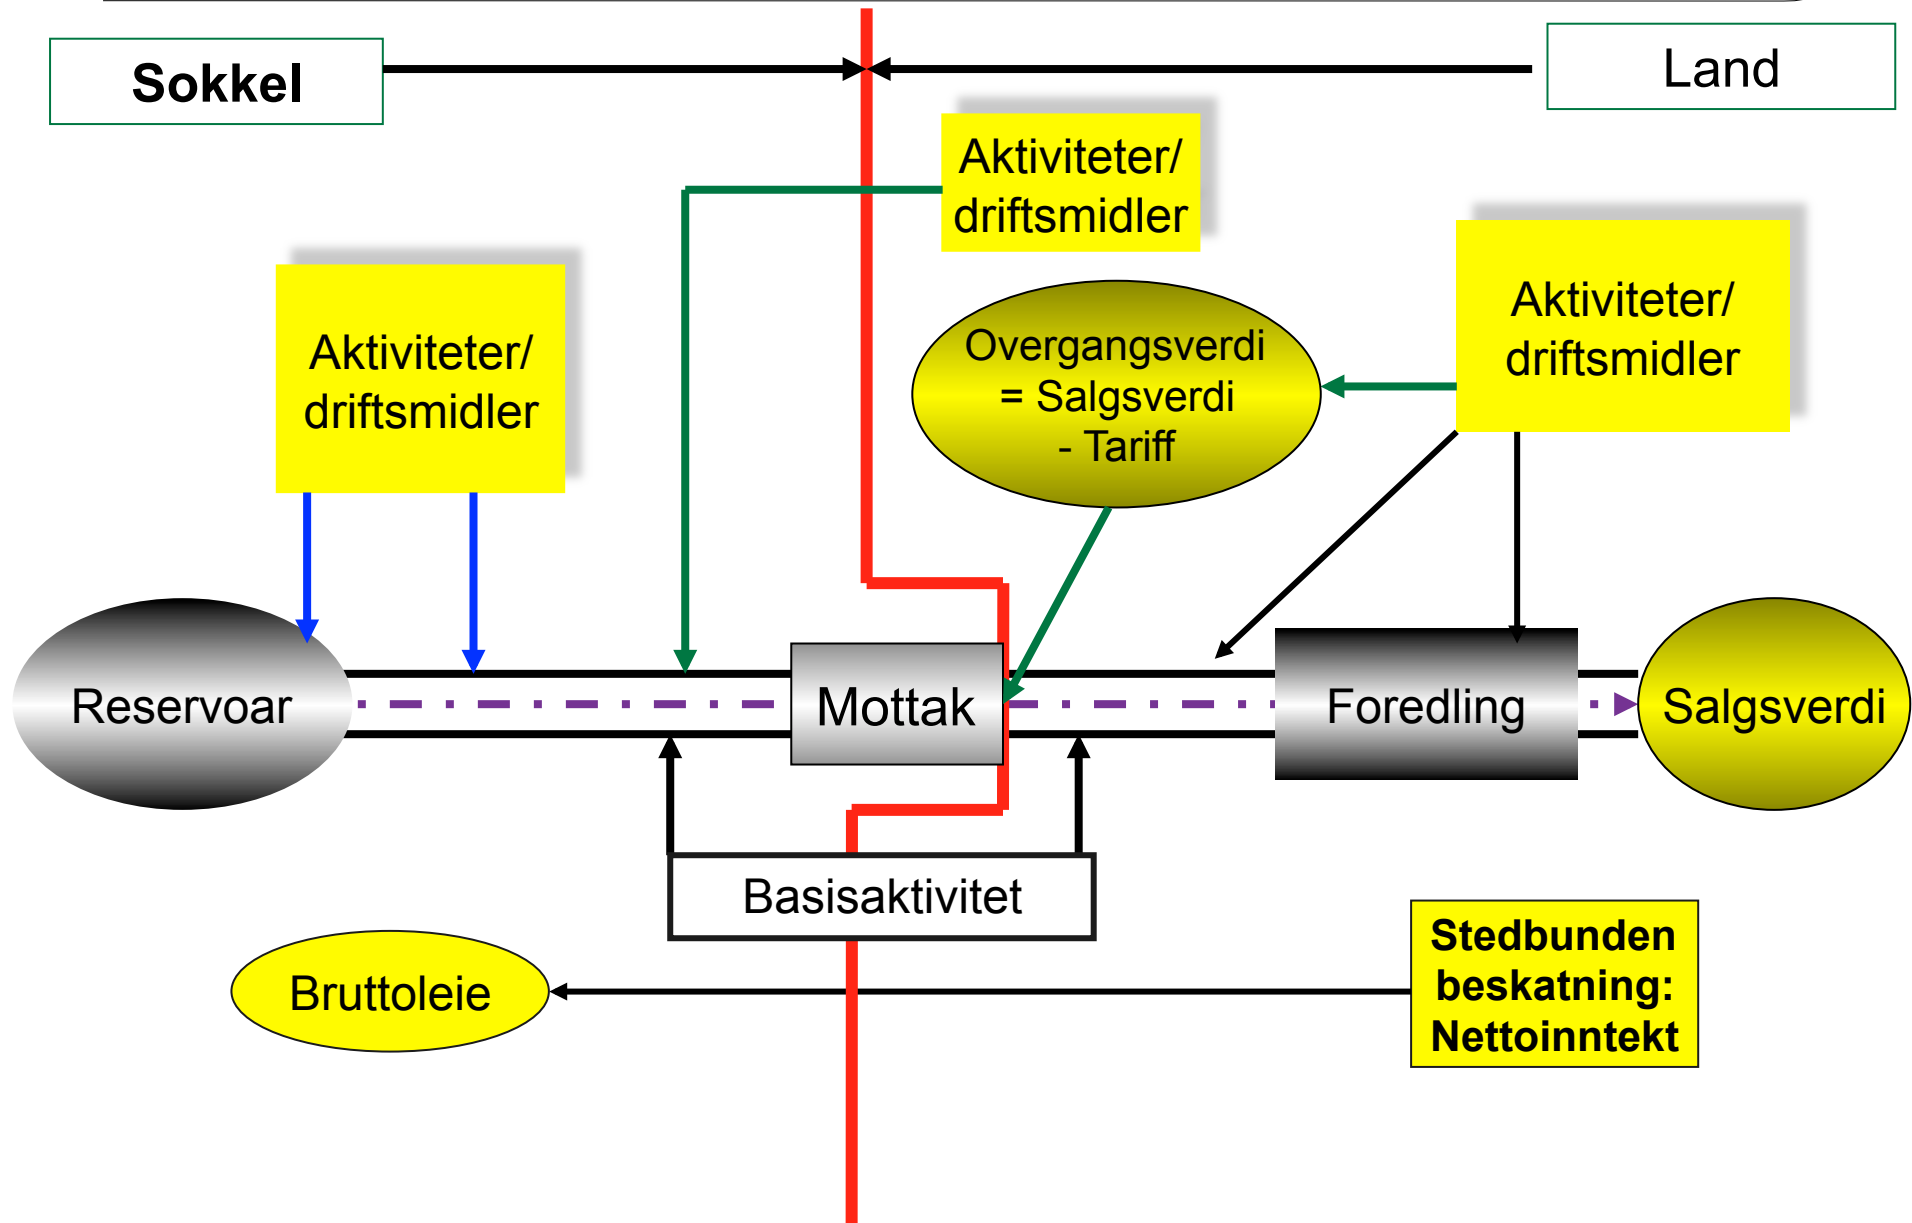 Sokkel
Land
Aktiviteter/
driftsmidler
Aktiviteter/
driftsmidler
Aktiviteter/
driftsmidler
Overgangsverdi
= Salgsverdi
- Tariff
Reservoar
Mottak
Foredling
Salgsverdi
Basisaktivitet
Bruttoleie
Stedbunden
beskatning:
Nettoinntekt